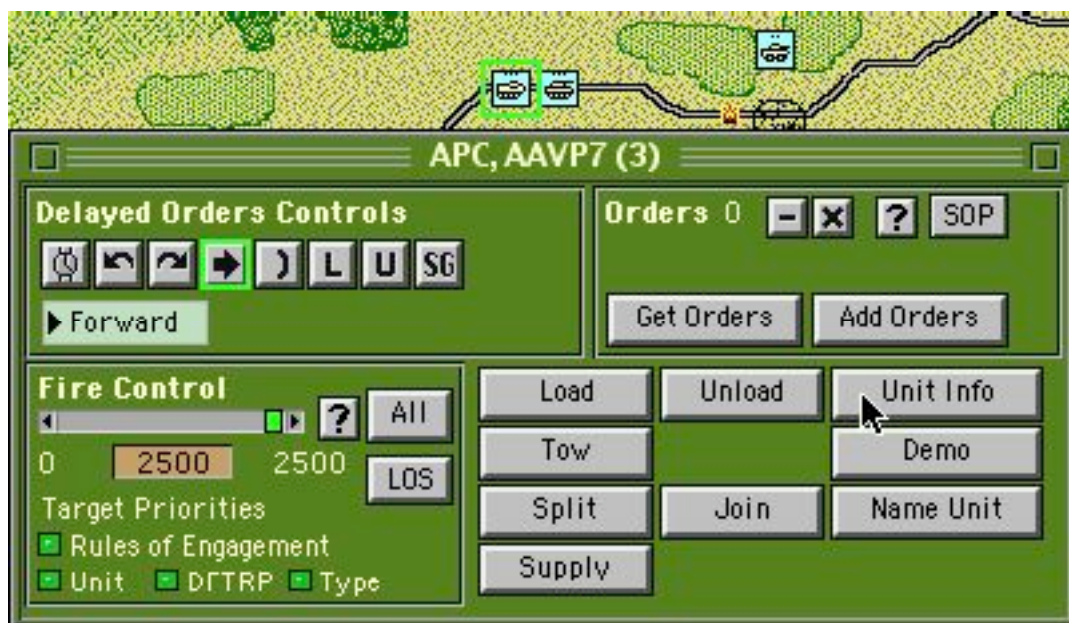 APC, AAVP7 (3)
Delayed Orders Controls
L U SG
Forward
Orders 0 - x ? SOP
Get Orders Add Orders
Fire Control
? All
0 2500 2500
LOS
Target Priorities
Rules of Engagement
Unit DFTRP Type
Load Unload Unit Info
Tow Demo
Split Join Name Unit
Supply